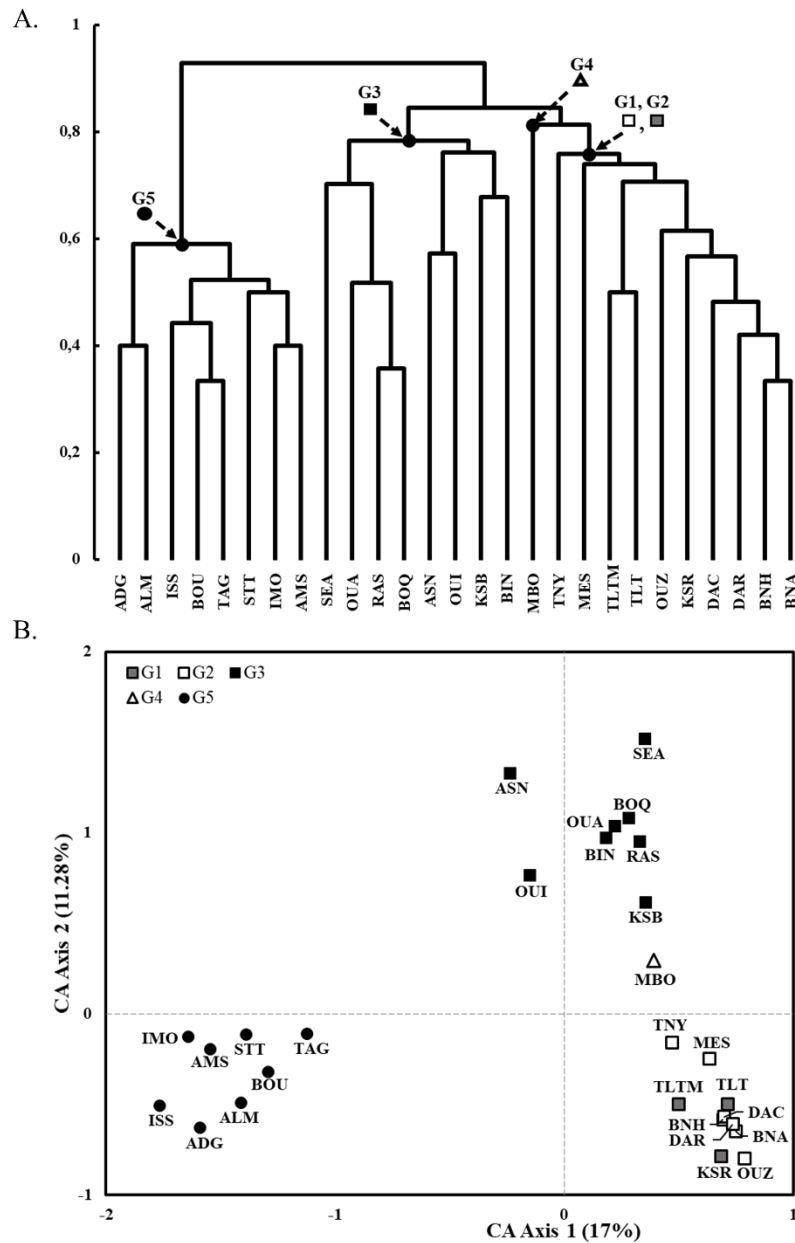 A.
1
G4
G3
G1, G2
,
0,8
G5
0,6
0,4
0,2
0
ADG ALM ISS BOU TAG STT IMO AMS SEA OUA RAS BOQ ASN OUI KSB BIN MBO TNY MES TLTM TLT OUZ KSR DAC DAR BNH BNA
B.
2
G1 G2 G3
G4 G5
SEA
ASN
BOQ
OUA
1
BIN RAS
OUI
KSB
CA Axis 2 (11.28%)
MBO
0
TNY
IMO MES
AMS STT TAG
BOU TLTM TLT
DAC
ISS ALM BNH
DAR BNA
ADG
KSR OUZ
-1
-2 -1 0 1
CA Axis 1 (17%)